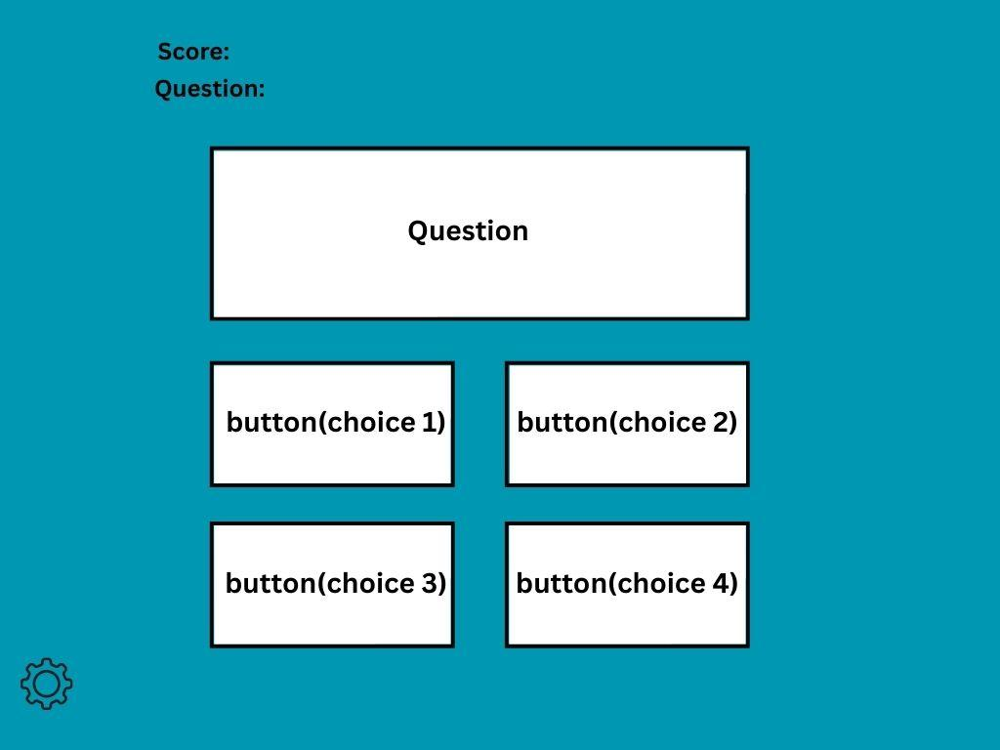 Score:
Question:
Question
button(choice 1)
button(choice 2)
button(choice 3)
button(choice 4)